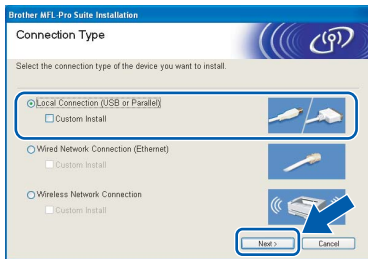 Brother MFL-Pro Suite Installation
Connection Type
Select the connection type of the device you want to install.
Local Connection (USB or Parallel)
Custom Install
Wired Network Connection (Ethernet)
Custom Install
Wireless Network Connection
Custom Install
Next >
Cancel